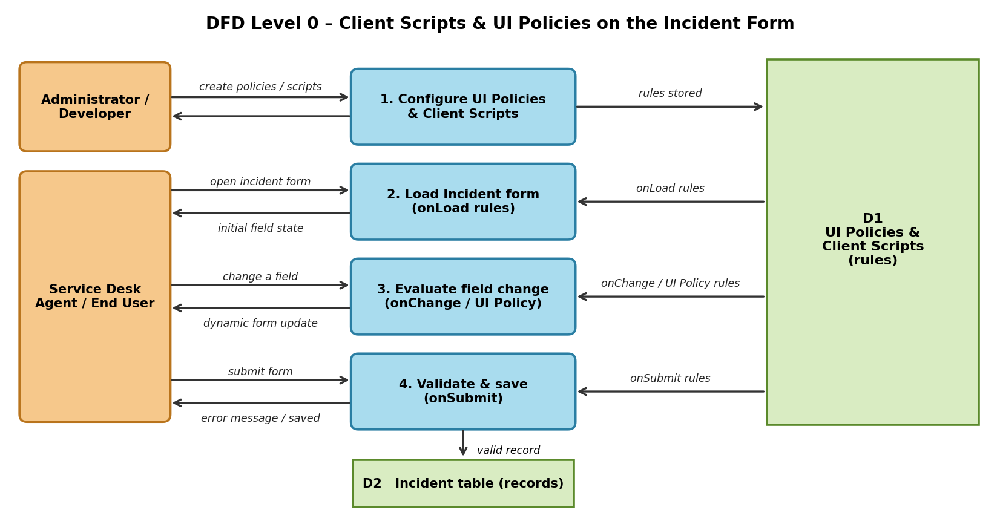 DFD Level 0 – Client Scripts & UI Policies on the Incident Form
Administrator /
Developer
create policies / scripts
1. Configure UI Policies
& Client Scripts
rules stored
Service Desk
Agent / End User
open incident form
initial field state
2. Load Incident form
(onLoad rules)
onLoad rules
change a field
dynamic form update
3. Evaluate field change
(onChange / UI Policy)
onChange / UI Policy rules
submit form
error message / saved
4. Validate & save
(onSubmit)
onSubmit rules
D1
UI Policies &
Client Scripts
(rules)
valid record
D2   Incident table (records)